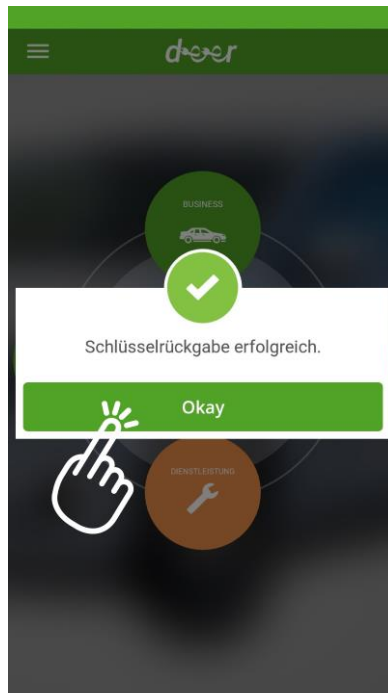 deer
BUSINESS
Schlüsselrückgabe erfolgreich.
Okay
DIENSTLEISTUNG